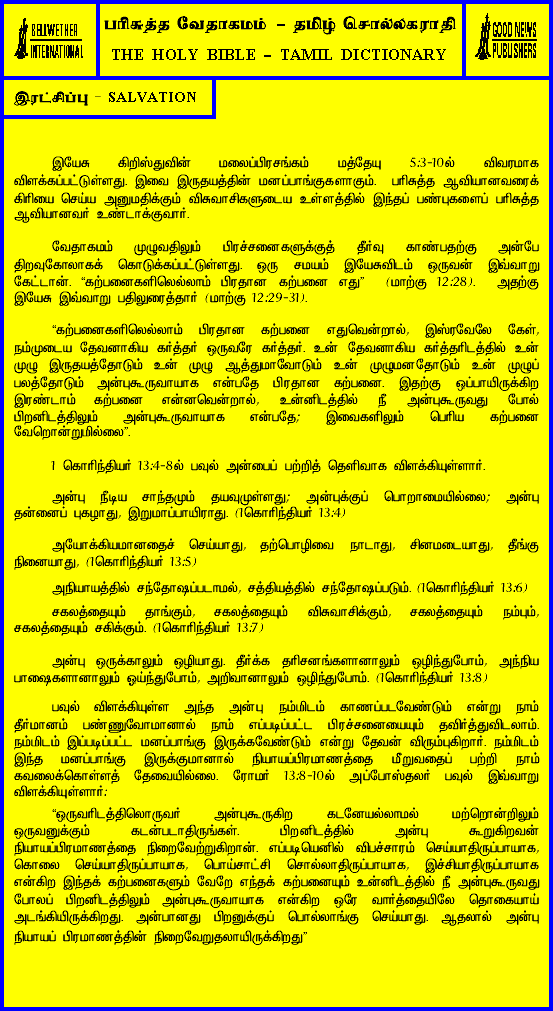 BELLWETHER
INTERNATIONAL
பரிசுத்த வேதாகமம் – தமிழ் சொல்லகராதி
THE HOLY BIBLE – TAMIL DICTIONARY
GOOD NEWS
PUBLISHERS
இரட்சிப்பு – SALVATION
இயேசு கிறிஸ்துவின் மலைப்பிரசங்கம் மத்தேயு 5:3-10ல் விவரமாக
விளக்கப்பட்டுள்ளது. இவை இருதயத்தின் மனப்பாங்குகளாகும். பரிசுத்த ஆவியானவரைக்
கிரியை செய்ய அனுமதிக்கும் விசுவாசிகளுடைய உள்ளத்தில் இந்தப் பண்புகளைப் பரிசுத்த
ஆவியானவர் உண்டாக்குவார்.
வேதாகமம் முழுவதிலும் பிரச்சனைகளுக்குத் தீர்வு காண்பதற்கு அன்பே
திறவுகோலாகக் கொடுக்கப்பட்டுள்ளது. ஒரு சமயம் இயேசுவிடம் ஒருவன் இவ்வாறு
கேட்டான். “கற்பனைகளிலெல்லாம் பிரதான கற்பனை எது” (மாற்கு 12:28). அதற்கு
இயேசு இவ்வாறு பதிலுரைத்தார் (மாற்கு 12:29-31).
“கற்பனைகளிலெல்லாம் பிரதான கற்பனை எதுவென்றால், இஸ்ரவேலே கேள்,
நம்முடைய தேவனாகிய கர்த்தர் ஒருவரே கர்த்தர். உன் தேவனாகிய கர்த்தரிடத்தில் உன்
முழு இருதயத்தோடும் உன் முழு ஆத்துமாவோடும் உன் முழுமனதோடும் உன் முழுப்
பலத்தோடும் அன்புகூருவாயாக என்பதே பிரதான கற்பனை. இதற்கு ஒப்பாயிருக்கிற
இரண்டாம் கற்பனை என்னவென்றால், உன்னிடத்தில் நீ அன்புகூருவது போல்
பிறனிடத்திலும் அன்புகூருவாயாக என்பதே; இவைகளிலும் பெரிய கற்பனை
வேறொன்றுமில்லை”.
1 கொரிந்தியர் 13:4-8ல் பவுல் அன்பைப் பற்றித் தெளிவாக விளக்கியுள்ளார்.
அன்பு நீடிய சாந்தமும் தயவுமுள்ளது; அன்புக்குப் பொறாமையில்லை; அன்பு
தன்னைப் புகழாது, இறுமாப்பாயிராது. (1கொரிந்தியர் 13:4)
அயோக்கியமானதைச் செய்யாது, தற்பொழிவை நாடாது, சினமடையாது, தீங்கு
நினையாது, (1கொரிந்தியர் 13:5)
அநியாயத்தில் சந்தோஷப்படாமல், சத்தியத்தில் சந்தோஷப்படும். (1கொரிந்தியர் 13:6)
சகலத்தையும் தாங்கும், சகலத்தையும் விசுவாசிக்கும், சகலத்தையும் நம்பும்,
சகலத்தையும் சகிக்கும். (1கொரிந்தியர் 13:7)
அன்பு ஒருக்காலும் ஒழியாது. தீர்க்க தரிசனங்களானாலும் ஒழிந்துபோம், அந்நிய
பாஷைகளானாலும் ஓய்ந்துபோம், அறிவானாலும் ஒழிந்துபோம். (1கொரிந்தியர் 13:8)
பவுல் விளக்கியுள்ள அந்த அன்பு நம்மிடம் காணப்படவேண்டும் என்று நாம்
தீர்மானம் பண்ணுவோமானால் நாம் எப்படிப்பட்ட பிரச்சனையையும் தவிர்த்துவிடலாம்.
நம்மிடம் இப்படிப்பட்ட மனப்பாங்கு இருக்கவேண்டும் என்று தேவன் விரும்புகிறார். நம்மிடம்
இந்த மனப்பாங்கு இருக்குமானால் நியாயப்பிரமாணத்தை மீறுவதைப் பற்றி நாம்
கவலைக்கொள்ளத் தேவையில்லை. ரோமர் 13:8-10ல் அப்போஸ்தலர் பவுல் இவ்வாறு
விளக்கியுள்ளார்:
“ஒருவரிடத்திலொருவர் அன்புகூருகிற கடனேயல்லாமல் மற்றொன்றிலும்
ஒருவனுக்கும் கடன்படாதிருங்கள். பிறனிடத்தில் அன்பு கூறுகிறவன்
நியாயப்பிரமாணத்தை நிறைவேற்றுகிறான். எப்படியெனில் விபச்சாரம் செய்யாதிருப்பாயாக,
கொலை செய்யாதிருப்பாயாக, பொய்சாட்சி சொல்லாதிருப்பாயாக, இச்சியாதிருப்பாயாக
என்கிற இந்தக் கற்பனைகளும் வேறே எந்தக் கற்பனையும் உன்னிடத்தில் நீ அன்புகூருவது
போலப் பிறனிடத்திலும் அன்புகூருவாயாக என்கிற ஒரே வார்த்தையிலே தொகையாய்
அடங்கியிருக்கிறது. அன்பானது பிறனுக்குப் பொல்லாங்கு செய்யாது. ஆதலால் அன்பு
நியாயப் பிரமாணத்தின் நிறைவேறுதலாயிருக்கிறது”